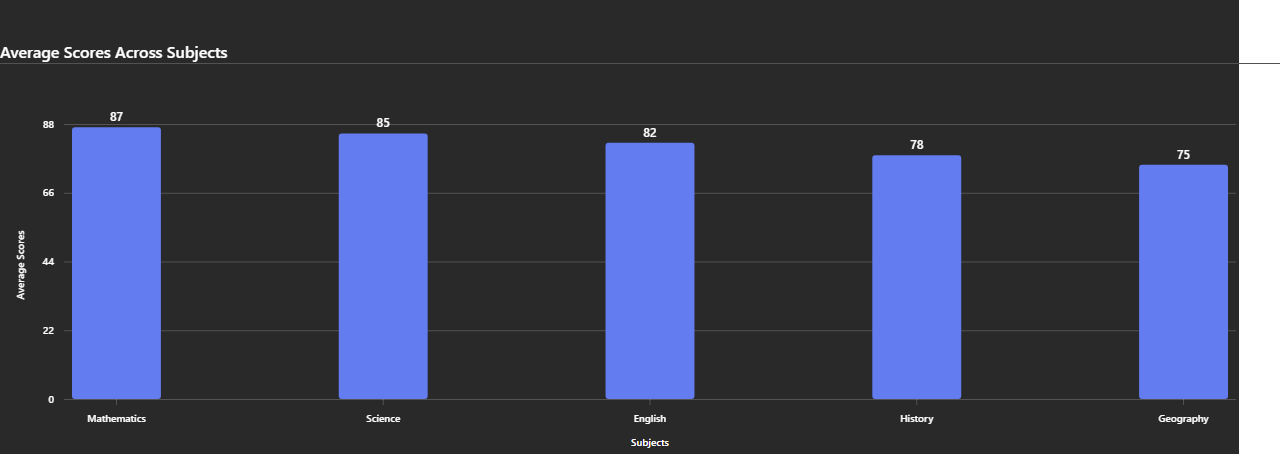 Average Scores Across Subjects
87
85
82
78
75
88
66
44
22
0
Average Scores
Mathematics Science English History Geography
Subjects